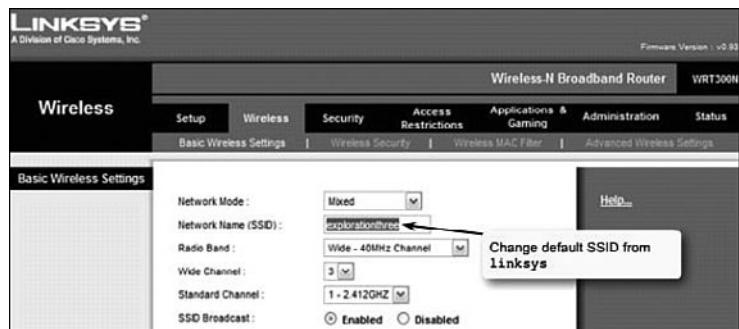 LINKSYS®
A Division of Cisco Systems, Inc.
Firmware Version : v0.93
Wireless-N Broadband Router WRT300N
Wireless
Setup Wireless Security Access Restrictions Applications & Gaming Administration Status
Basic Wireless Settings | Wireless Security | Wireless MAC Filter | Advanced Wireless Settings
Basic Wireless Settings
Help...
Network Mode : Mixed
Network Name (SSID) : explorationthree
Radio Band : Wide - 40MHz Channel
Wide Channel : 3
Standard Channel : 1 - 2.412GHZ
SSID Broadcast : Enabled Disabled
Change default SSID from
linksys